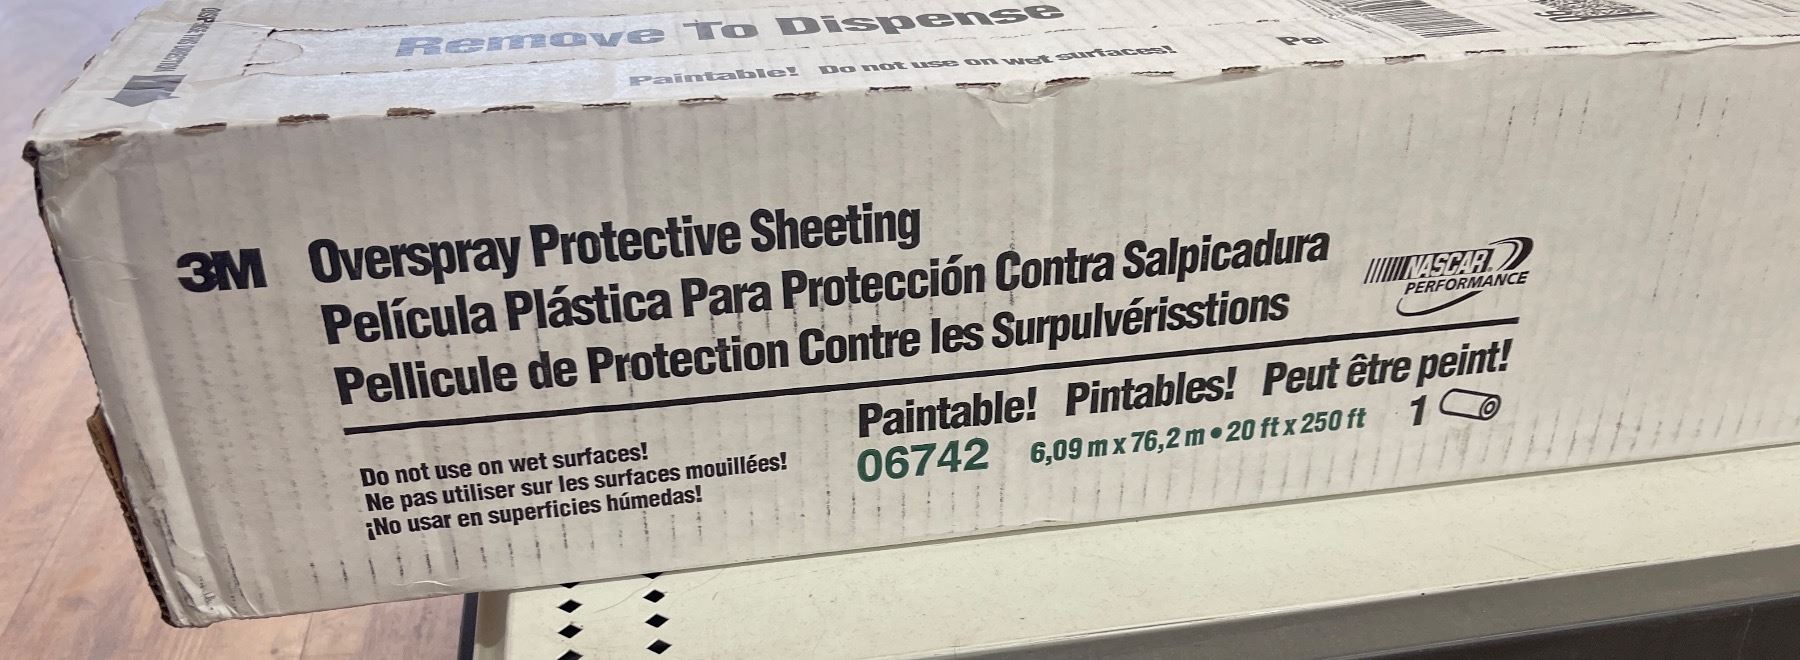 Remove To Dispense
Paintable! Do not use on wet surfaces!
3M
Overspray Protective Sheeting
Película Plástica Para Protección Contra Salpicadura
Pellicule de Protection Contre les Surpulvérisstions
NASCAR
PERFORMANCE
Paintable! Pintables! Peut être peint!
06742 6,09 m x 76,2 m • 20 ft x 250 ft 1
Do not use on wet surfaces!
Ne pas utiliser sur les surfaces mouillées!
¡No usar en superficies húmedas!